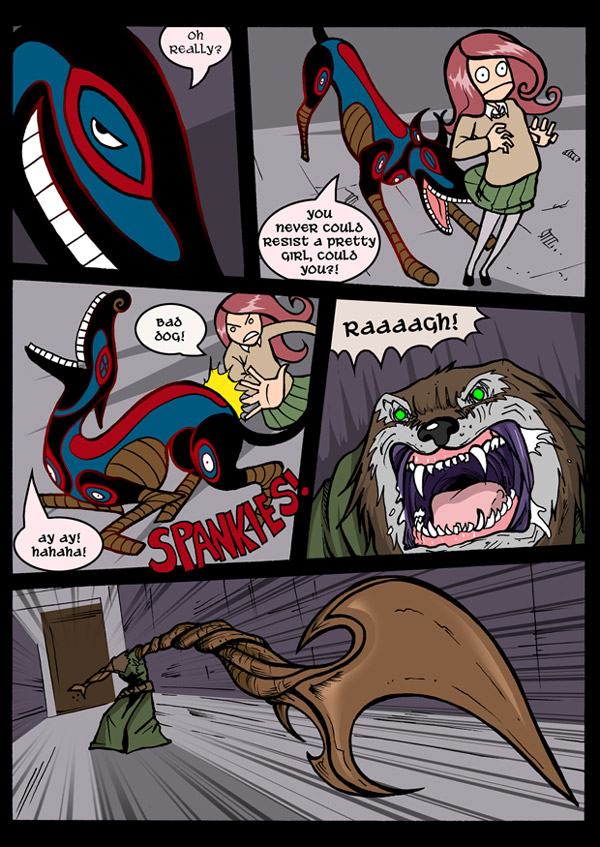 OH
REALLY?
YOU
NEVER COULD
RESIST A PRETTY
GIRL, COULD
YOU?!
BAD
DOG!
AY AY!
HAHAHA!
SPANKIES!
RAAAAGH!